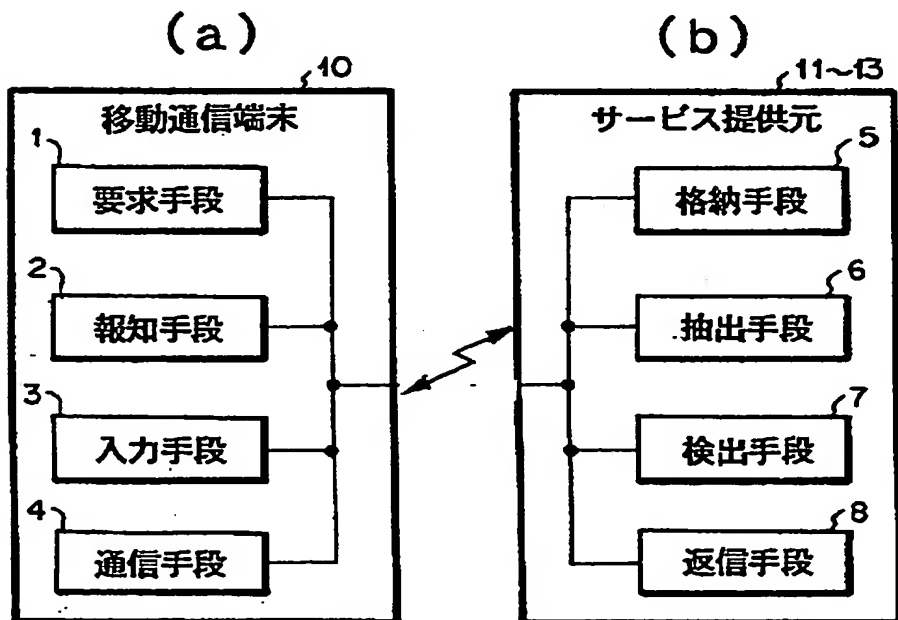 (a)
10
移動通信端末
1
要求手段
2
報知手段
3
入力手段
4
通信手段
(b)
11~13
サービス提供元
5
格納手段
6
抽出手段
7
検出手段
8
返信手段